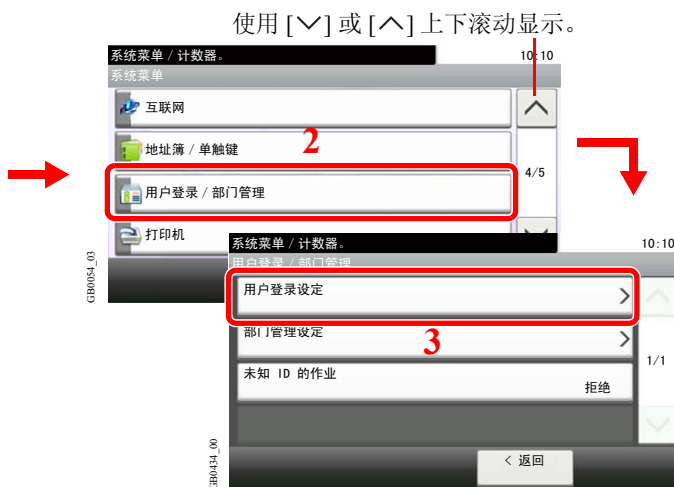 使用 [∨] 或 [∧] 上下滚动显示。
系统菜单 / 计数器。
10:10
系统菜单
互联网
地址簿 / 单触键
2
用户登录 / 部门管理
4/5
打印机
GB0054_03
系统菜单 / 计数器。
10:10
用户登录 / 部门管理
用户登录设定
部门管理设定
3
1/1
未知 ID 的作业
拒绝
< 返回
GB0434_00